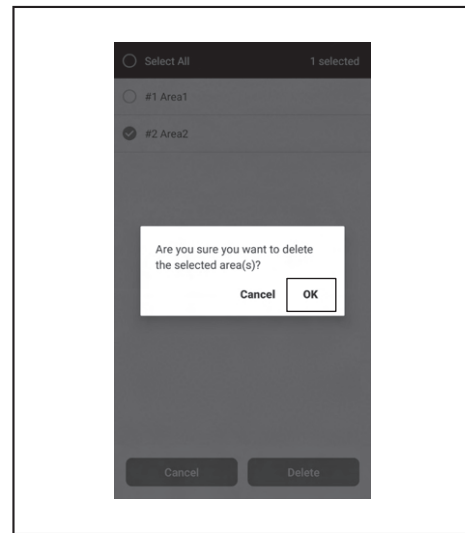 Select All 1 selected
#1 Area1
#2 Area2
Are you sure you want to delete
the selected area(s)?
Cancel OK
Cancel Delete